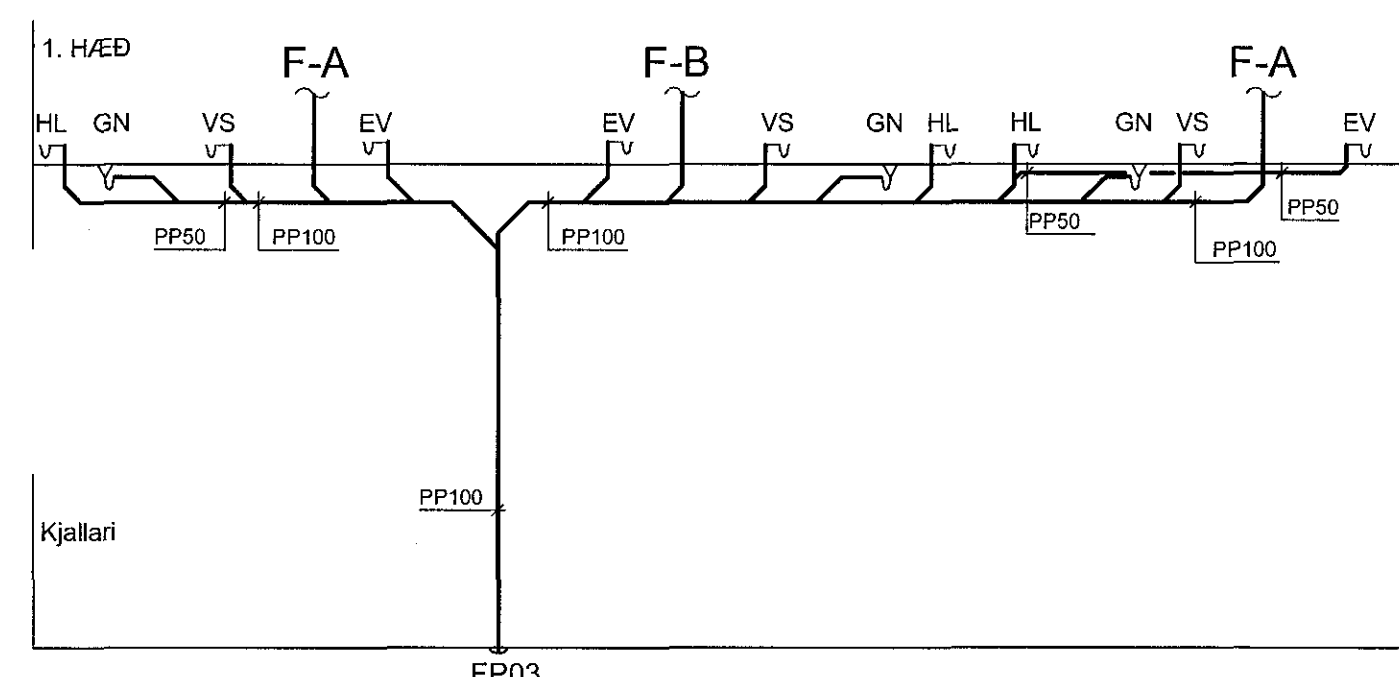 1. HÆÐ
F-A F-B F-A
HL GN VS EV EV VS GN HL HL GN VS EV
PP50 PP100 PP100 PP50 PP100 PP50
PP100
Kjallari